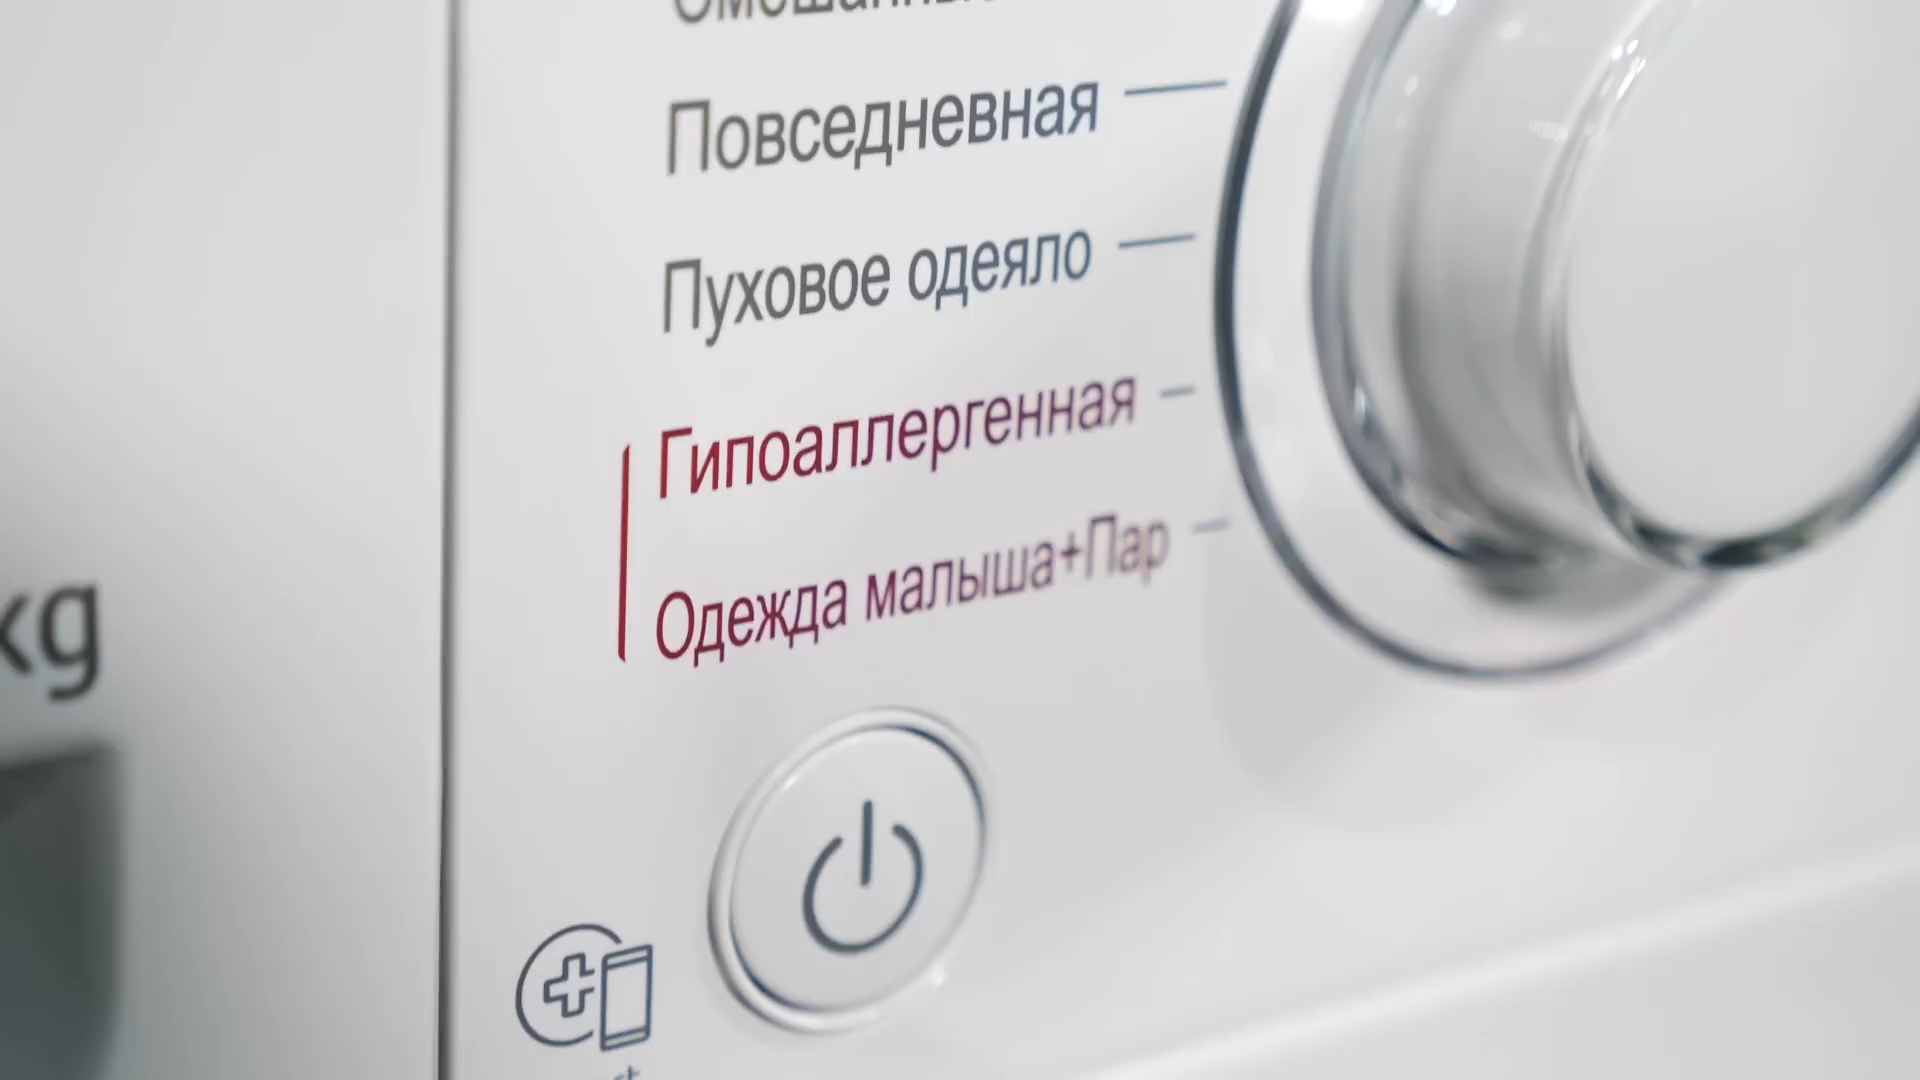 Повседневная
Пуховое одеяло
Гипоаллергенная
Одежда малыша+Пар
kg